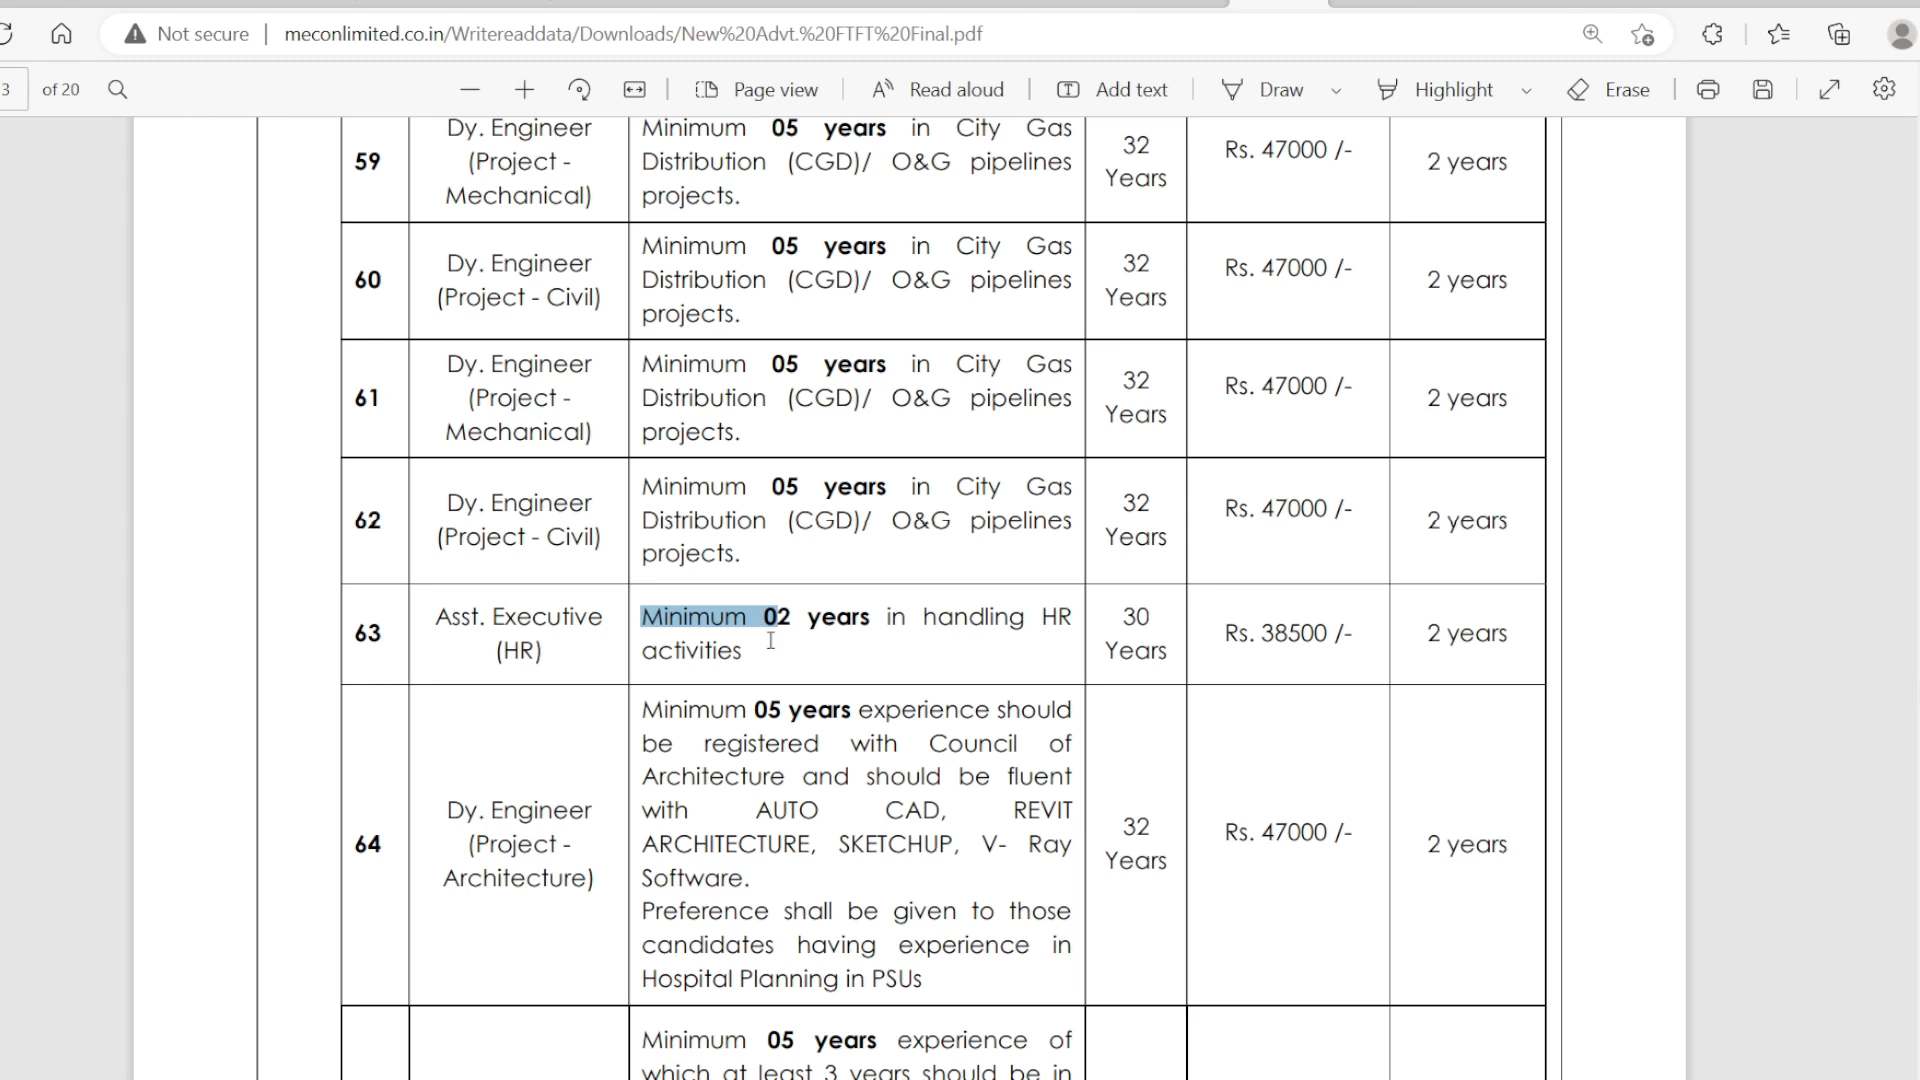 Not secure
meconlimited.co.in/Writereaddata/Downloads/New%20Advt.%20FTFT%20Final.pdf
3 of 20
Page view
Read aloud
Add text
Draw
Highlight
Erase
59
Dy. Engineer
(Project -
Mechanical)
Minimum 05 years in City Gas
Distribution (CGD)/ O&G pipelines
projects.
32
Years
Rs. 47000 /-
2 years
60
Dy. Engineer
(Project - Civil)
Minimum 05 years in City Gas
Distribution (CGD)/ O&G pipelines
projects.
32
Years
Rs. 47000 /-
2 years
61
Dy. Engineer
(Project -
Mechanical)
Minimum 05 years in City Gas
Distribution (CGD)/ O&G pipelines
projects.
32
Years
Rs. 47000 /-
2 years
62
Dy. Engineer
(Project - Civil)
Minimum 05 years in City Gas
Distribution (CGD)/ O&G pipelines
projects.
32
Years
Rs. 47000 /-
2 years
63
Asst. Executive
(HR)
Minimum 02 years in handling HR
activities
30
Years
Rs. 38500 /-
2 years
64
Dy. Engineer
(Project -
Architecture)
Minimum 05 years experience should
be registered with Council of
Architecture and should be fluent
with AUTO CAD, REVIT
ARCHITECTURE, SKETCHUP, V- Ray
Software.
Preference shall be given to those
candidates having experience in
Hospital Planning in PSUs
32
Years
Rs. 47000 /-
2 years
Minimum 05 years experience of
which at least 3 years should be in